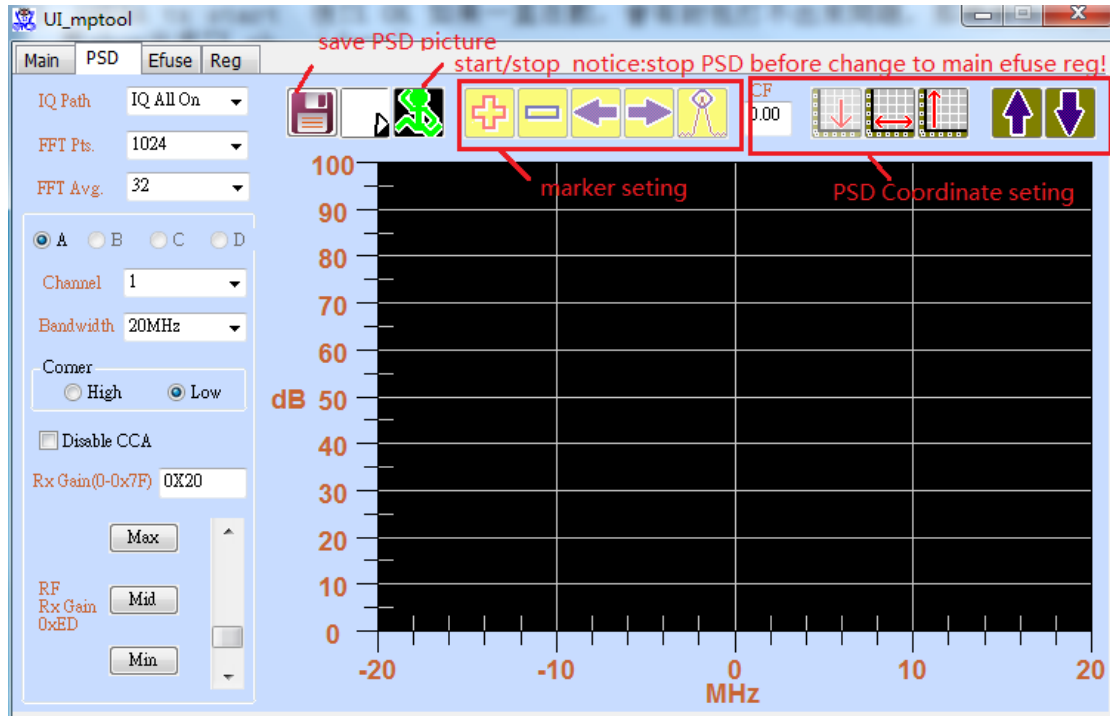 UI_mptool
save PSD picture
Main PSD Efuse Reg
start/stop notice:stop PSD before change to main efuse reg!
IQ Path IQ All On
CF
0.00
FFT Pts. 1024
FFT Avg. 32
marker seting
PSD Coordinate seting
A B C D
Channel 1
Bandwidth 20MHz
Corner
High Low
Disable CCA
Rx Gain(0-0x7F) 0X20
Max
RF
Rx Gain
0xED
Mid
Min
100
90
80
70
60
dB 50
40
30
20
10
0
-20 -10 0 10 20
MHz